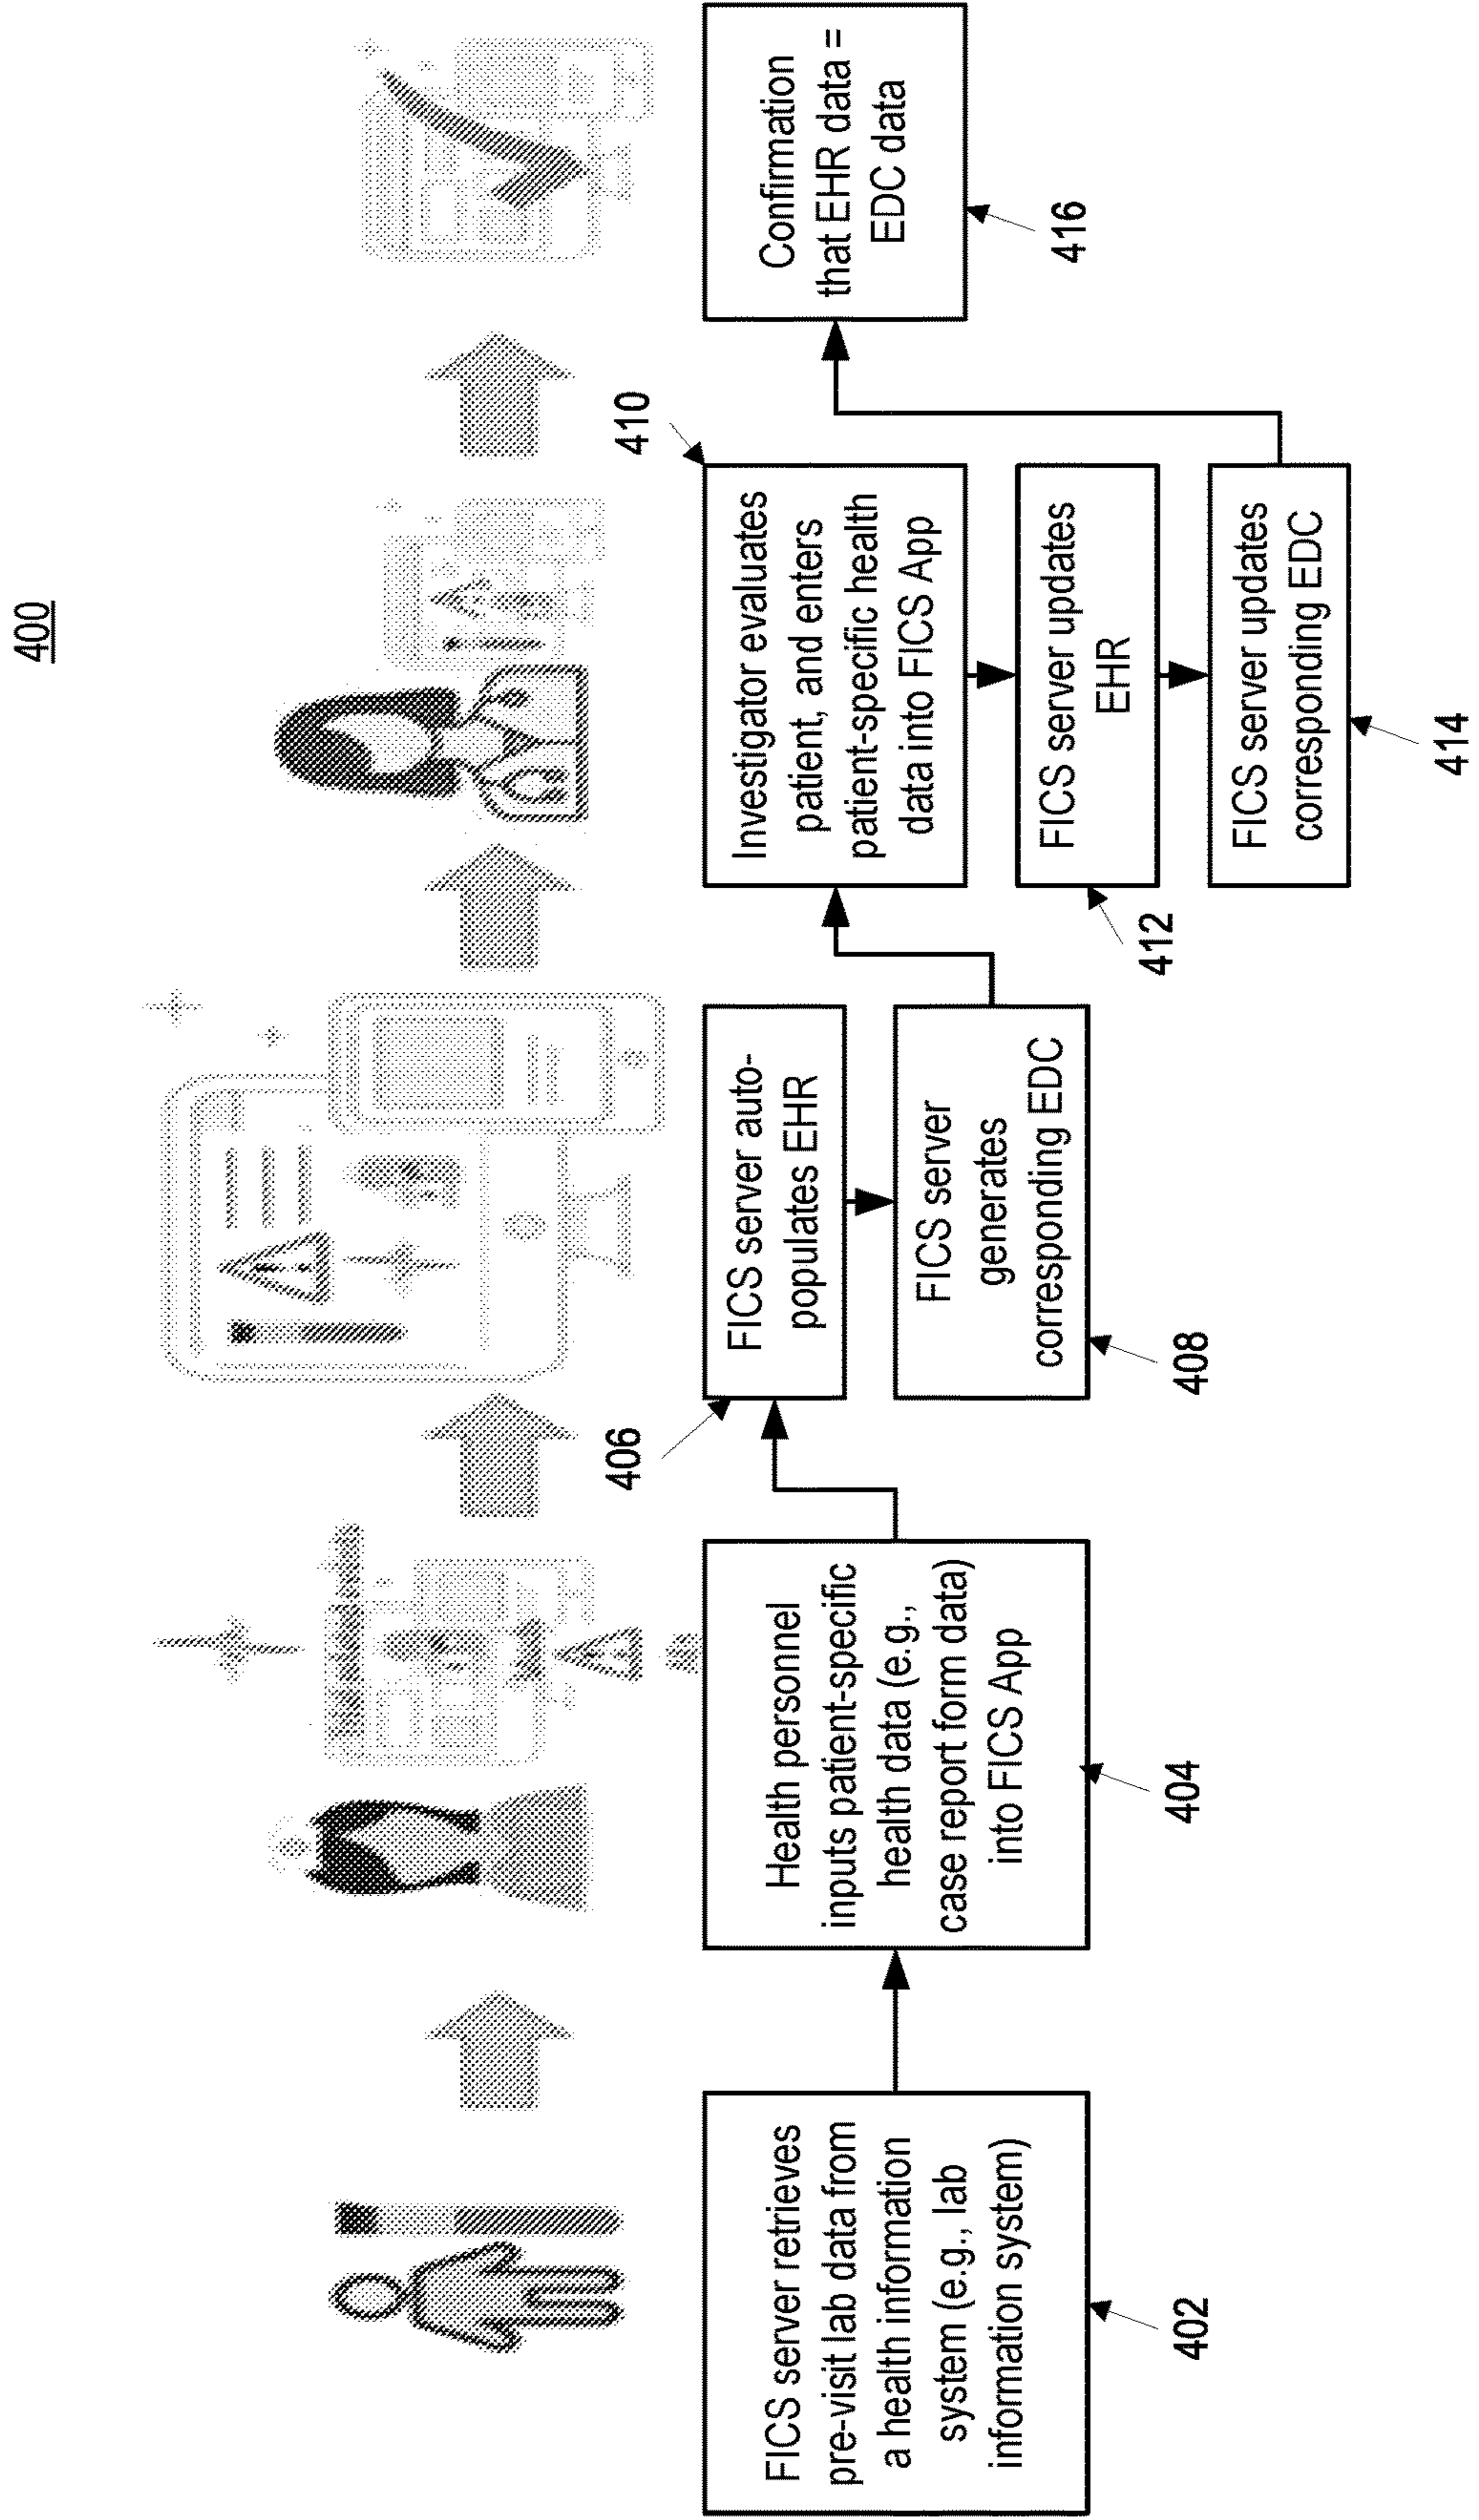 400
FICS server retrieves
pre-visit lab data from
a health information
system (e.g., lab
information system)
402
Health personnel
inputs patient-specific
health data (e.g.,
case report form data)
into FICS App
404
406
FICS server auto-
populates EHR
FICS server
generates
corresponding EDC
408
410
Investigator evaluates
patient, and enters
patient-specific health
data into FICS App
FICS server updates
EHR
412
FICS server updates
corresponding EDC
414
Confirmation
that EHR data =
EDC data
416